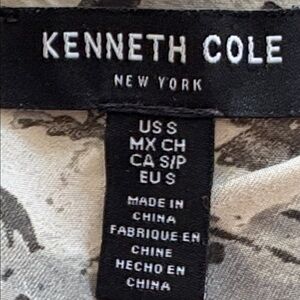 KENNETH COLE
NEW YORK
US S
MX CH
CA S/P
EU S
MADE IN
CHINA
FABRIQUE EN
CHINE
HECHO EN
CHINA